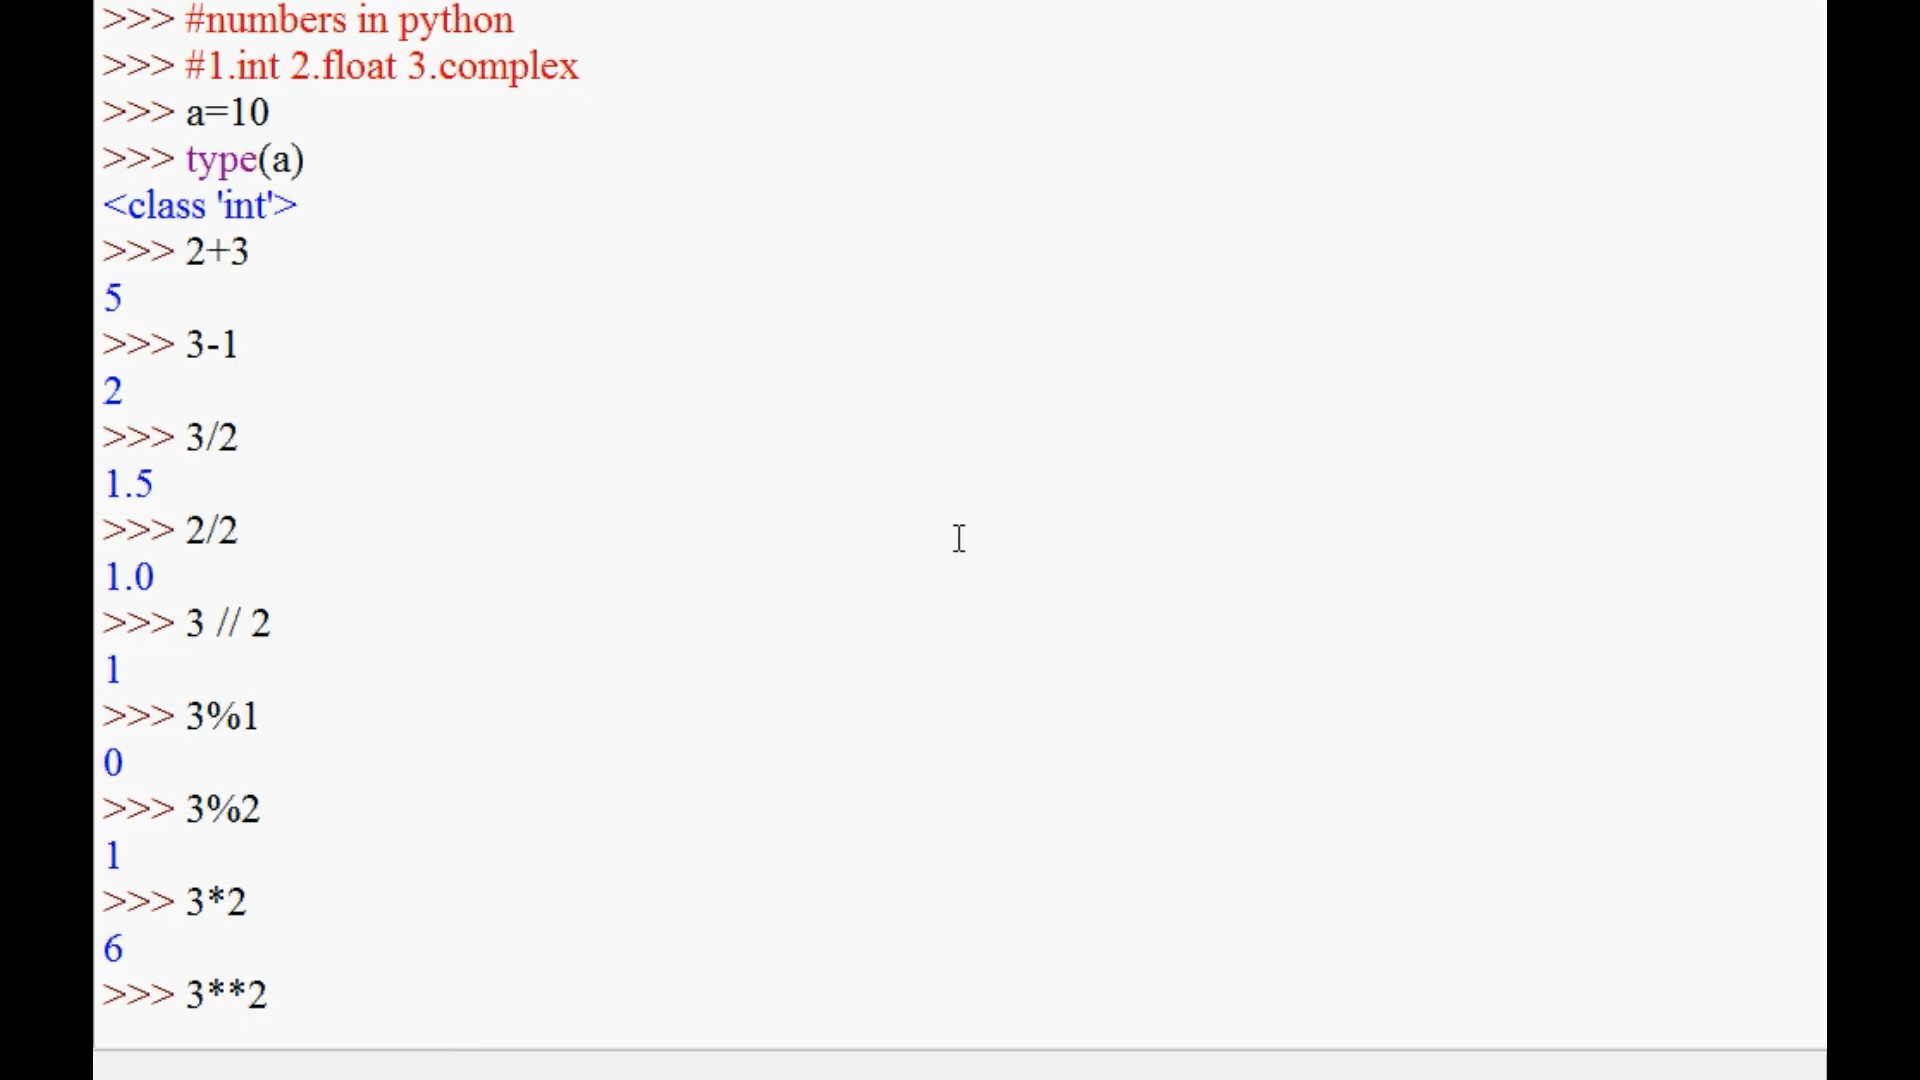 >>> #numbers in python
>>> #1.int 2.float 3.complex
>>> a=10
>>> type(a)
<class 'int'>
>>> 2+3
5
>>> 3-1
2
>>> 3/2
1.5
>>> 2/2
1.0
>>> 3 // 2
1
>>> 3%1
0
>>> 3%2
1
>>> 3*2
6
>>> 3**2